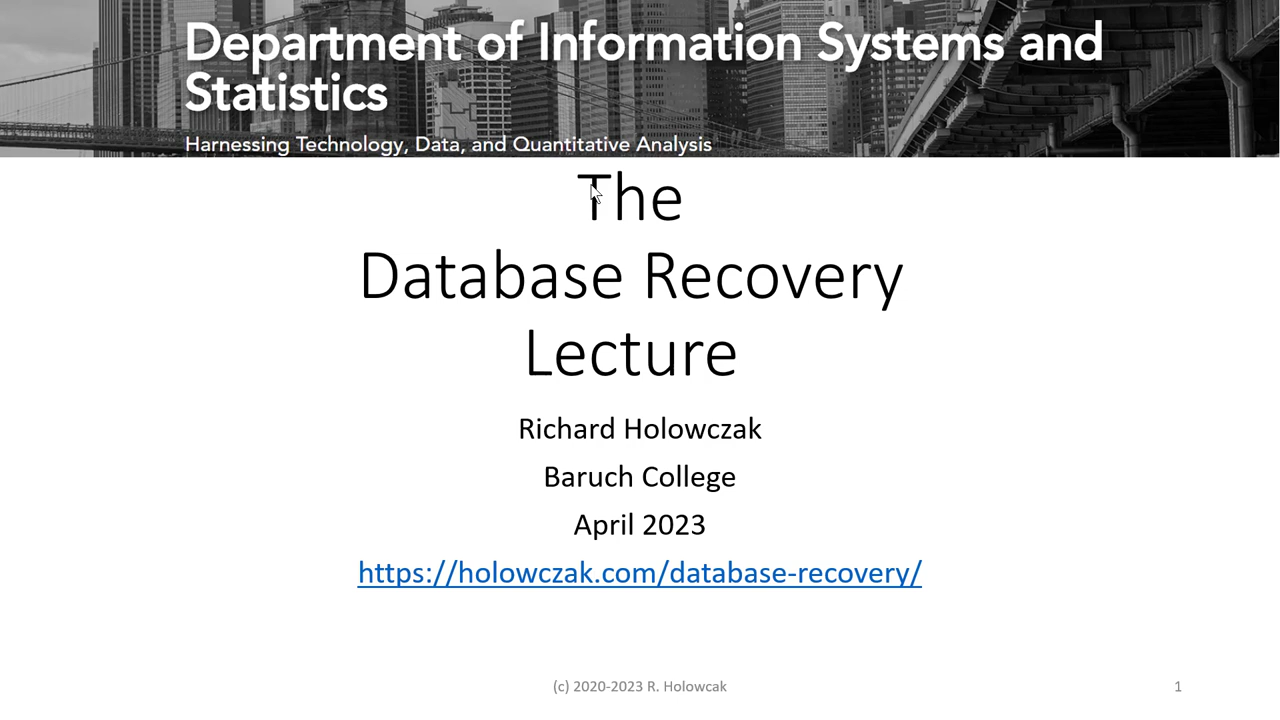 Department of Information Systems and
Statistics
Harnessing Technology, Data, and Quantitative Analysis
The
Database Recovery
Lecture
Richard Holowczak
Baruch College
April 2023
https://holowczak.com/database-recovery/
(c) 2020-2023 R. Holowcak
1